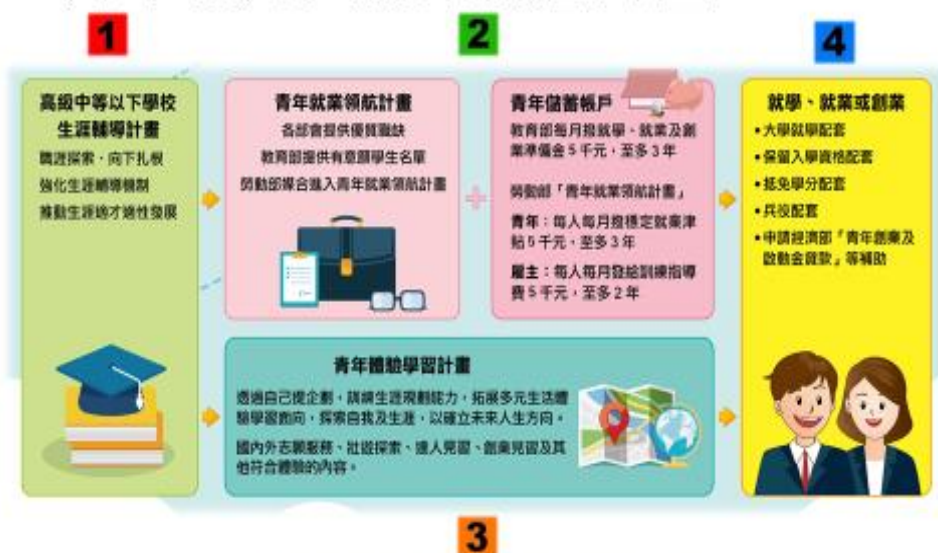 1
高級中等以下學校
生涯輔導計畫
職涯探索，向下扎根
強化生涯輔導機制
推動生涯適才適性發展
2
青年就業領航計畫
各部會提供優質職缺
教育部提供有意願學生名單
勞動部媒合進入青年就業領航計畫
青年儲蓄帳戶
教育部每月撥就學、就業及創
業準備金5千元，至多3年
勞動部「青年就業領航計畫」
青年：每人每月撥穩定就業津
貼5千元，至多3年
雇主：每人每月發給訓練指導
費5千元，至多2年
3
青年體驗學習計畫
透過自己提企劃，訓練生涯規劃能力，拓展多元生活體
驗學習面向，探索自我及生涯，以確立未來人生方向。
國內外志願服務、壯遊探索、達人見習、創業見習及其
他符合體驗的內容。
4
就學、就業或創業
•大學就學配套
•保留入學資格配套
•抵免學分配套
•兵役配套
•申請經濟部「青年創業及
啟動金貸款」等補助